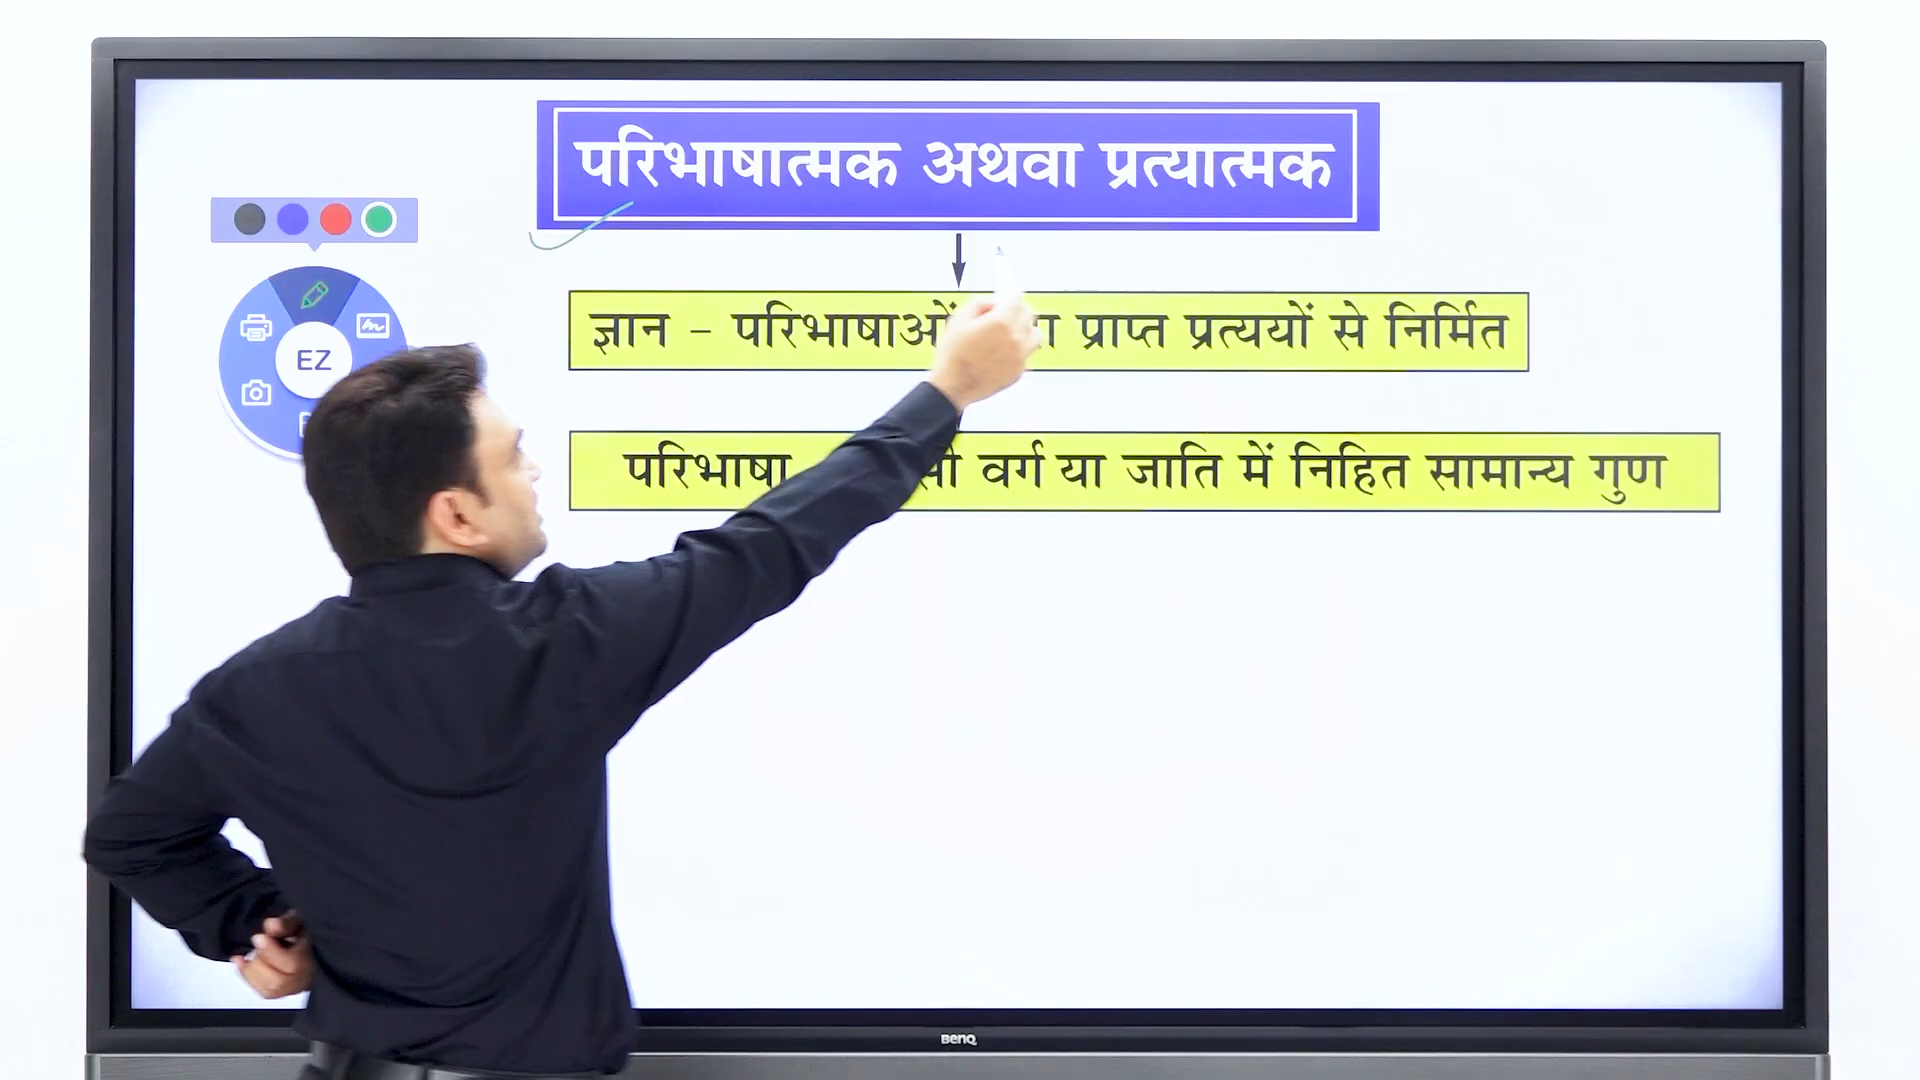 परिभाषात्मक अथवा प्रत्यात्मक
EZ
ज्ञान - परिभाषाओं प्राप्त प्रत्ययों से निर्मित
परिभाषा वर्ग या जाति में निहित सामान्य गुण
BenQ